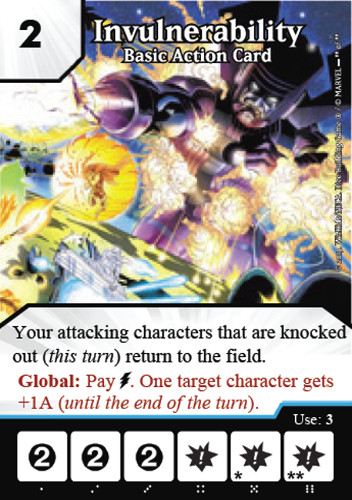 2
Invulnerability
Basic Action Card
Your attacking characters that are knocked
out (this turn) return to the field.
Global: Pay . One target character gets
+1A (until the end of the turn).
Use: 3
2 2 2 ! ! !
* **